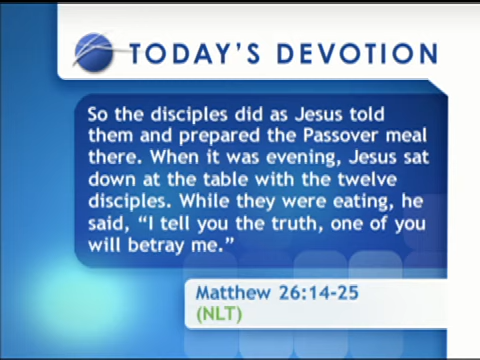 TODAY'S DEVOTION
So the disciples did as Jesus told
them and prepared the Passover meal
there. When it was evening, Jesus sat
down at the table with the twelve
disciples. While they were eating, he
said, “I tell you the truth, one of you
will betray me.”
Matthew 26:14-25
(NLT)